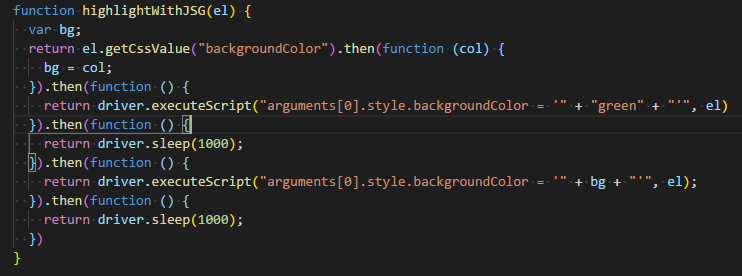 function highlightWithJSG(el) {
  var bg;
  return el.getCssValue("backgroundColor").then(function (col) {
    bg = col;
  }).then(function () {
    return driver.executeScript("arguments[0].style.backgroundColor = '" + "green" + "'", el)
  }).then(function () {
    return driver.sleep(1000);
  }).then(function () {
    return driver.executeScript("arguments[0].style.backgroundColor = '" + bg + "'", el);
  }).then(function () {
    return driver.sleep(1000);
  })
}